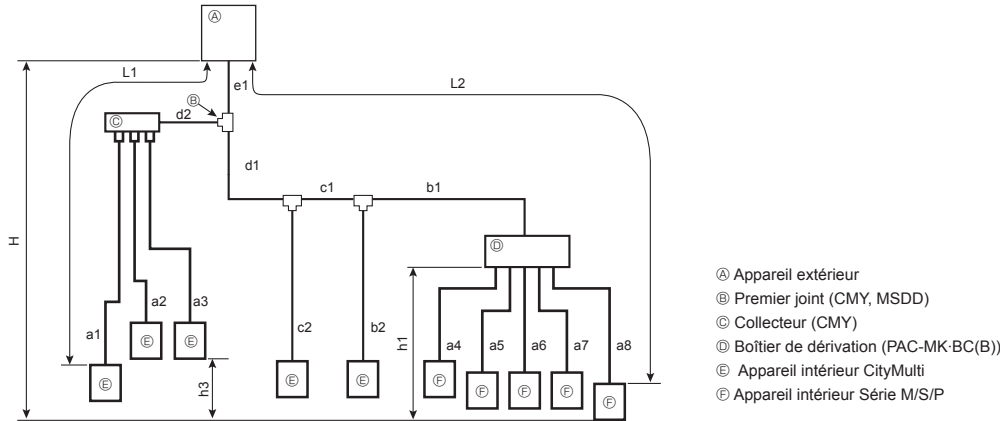 Ⓐ
L1
e1
L2
Ⓑ
d2
Ⓒ
d1
c1
b1
H
Ⓓ
a1
a2
a3
c2
b2
h1
a4
a5
a6
a7
a8
h3
Ⓔ
Ⓔ
Ⓔ
Ⓔ
Ⓔ
Ⓕ
Ⓕ
Ⓕ
Ⓕ
Ⓕ
Ⓐ Appareil extérieur
Ⓑ Premier joint (CMY, MSDD)
Ⓒ Collecteur (CMY)
Ⓓ Boîtier de dérivation (PAC-MK·BC(B))
Ⓔ Appareil intérieur CityMulti
Ⓕ Appareil intérieur Série M/S/P